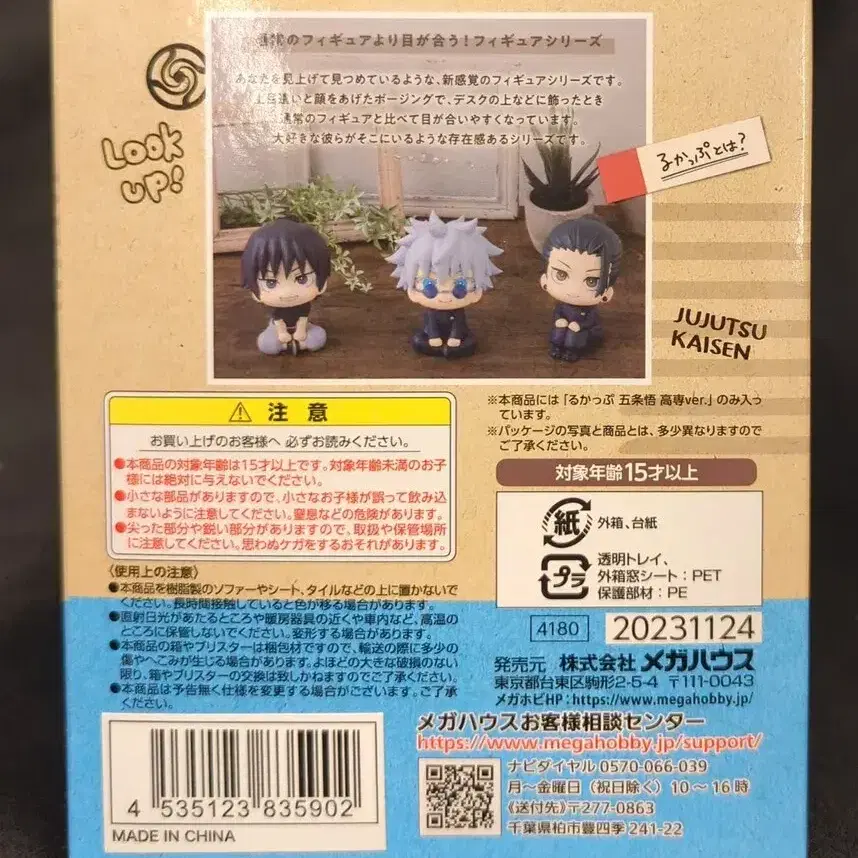 通常のフィギュアより目が合う!フィギュアシリーズ
あなたを見上げて見つめているような、新感覚のフィギュアシリーズです。
上目遣いと顔をあげたポージングで、デスクの上などに飾ったとき
通常のフィギュアと比べて目が合いやすくなっています。
大好きな彼らがそこにいるような存在感あるシリーズです。
Look
up!
るかっぷとは?
JUJUTSU
KAISEN
注意
お買い上げのお客様へ 必ずお読みください。
●本商品の対象年齢は15才以上です。対象年齢未満のお子
様には絶対に与えないでください。
●小さな部品がありますので、小さなお子様が誤って飲み込
まないように注意してください。窒息などの危険があります。
●尖った部分や鋭い部分がありますので、取扱や保管場所
に注意してください。思わぬケガをするおそれがあります。
〈使用上の注意〉
●本商品を樹脂製のソファーやシート、タイルなどの上に置かないで
ください。長時間接触していると色が移る場合があります。
●直射日光があたるところや暖房器具の近くや車内など、高温の
ところに保管しないでください。変形する場合があります。
●本商品の箱やブリスターは梱包材ですので、輸送の際に多少の
傷やへこみが生じる場合があります。よほどの大きな破損のない
限り、箱やブリスターの交換は致しかねますのでご了承ください。
●本商品は予告無く仕様を変更する場合がございます。ご了承
ください。
※本商品には「るかっぷ 五条悟 高専ver.」のみ入っ
ています。
※パッケージの写真と商品とは、多少異なりますので
ご了承ください。
対象年齢15才以上
紙 外箱、台紙
プラ 透明トレイ、
外箱窓シート:PET
保護部材:PE
4180 20231124
発売元 株式会社メガハウス
東京都台東区駒形2-5-4 〒111-0043
メガホビHP:https://www.megahobby.jp/
メガハウスお客様相談センター
https://www.megahobby.jp/support/
ナビダイヤル 0570-066-039
月~金曜日(祝日除く)10~16時
《送付先》〒277-0863
千葉県柏市豊四季241-22
4 535123 835902
MADE IN CHINA